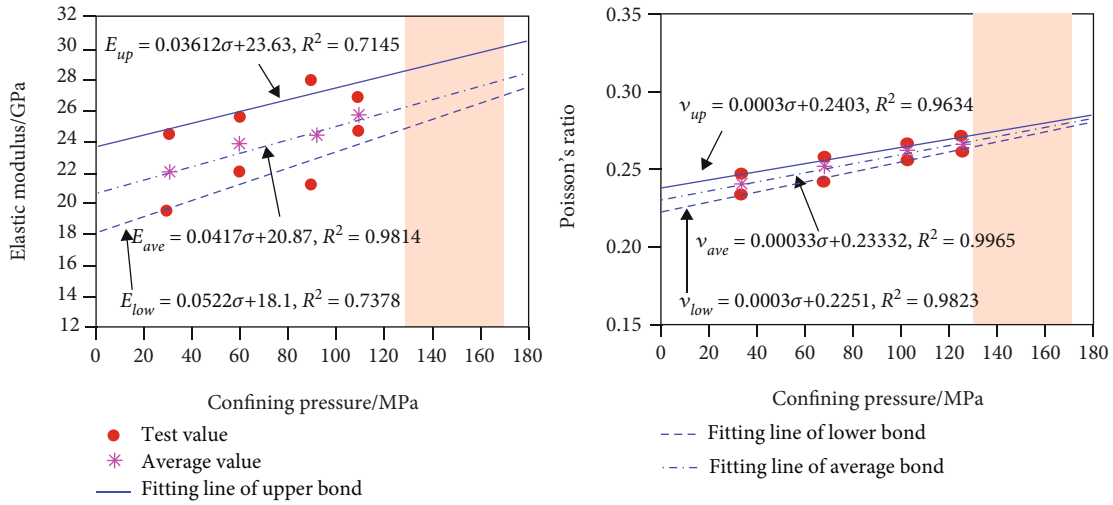 32
30
28
26
24
22
20
18
16
14
12
Elastic modulus/GPa
E_up = 0.03612σ+23.63, R² = 0.7145
E_ave = 0.0417σ+20.87, R² = 0.9814
E_low = 0.0522σ+18.1, R² = 0.7378
0 20 40 60 80 100 120 140 160 180
Confining pressure/MPa
Test value
Average value
Fitting line of upper bond
0.35
0.30
0.25
0.20
0.15
Poisson's ratio
ν_up = 0.0003σ+0.2403, R² = 0.9634
ν_ave = 0.00033σ+0.23332, R² = 0.9965
ν_low = 0.0003σ+0.2251, R² = 0.9823
0 20 40 60 80 100 120 140 160 180
Confining pressure/MPa
Fitting line of lower bond
Fitting line of average bond